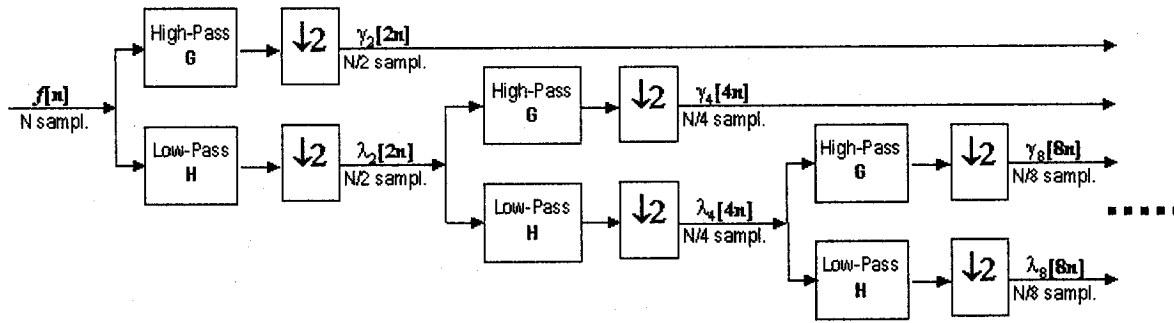 High-Pass
G
↓2
γ₂[2n]
N/2 sampl.
f[n]
N sampl.
Low-Pass
H
↓2
λ₂[2n]
N/2 sampl.
High-Pass
G
↓2
γ₄[4n]
N/4 sampl.
Low-Pass
H
↓2
λ₄[4n]
N/4 sampl.
High-Pass
G
↓2
γ₈[8n]
N/8 sampl.
Low-Pass
H
↓2
λ₈[8n]
N/8 sampl.